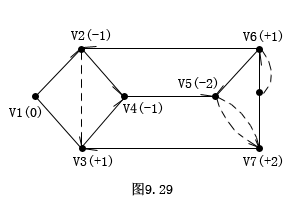 V2(-1)
V6(+1)
V5(-2)
V1(0)
V4(-1)
V3(+1)
V7(+2)
图9.29